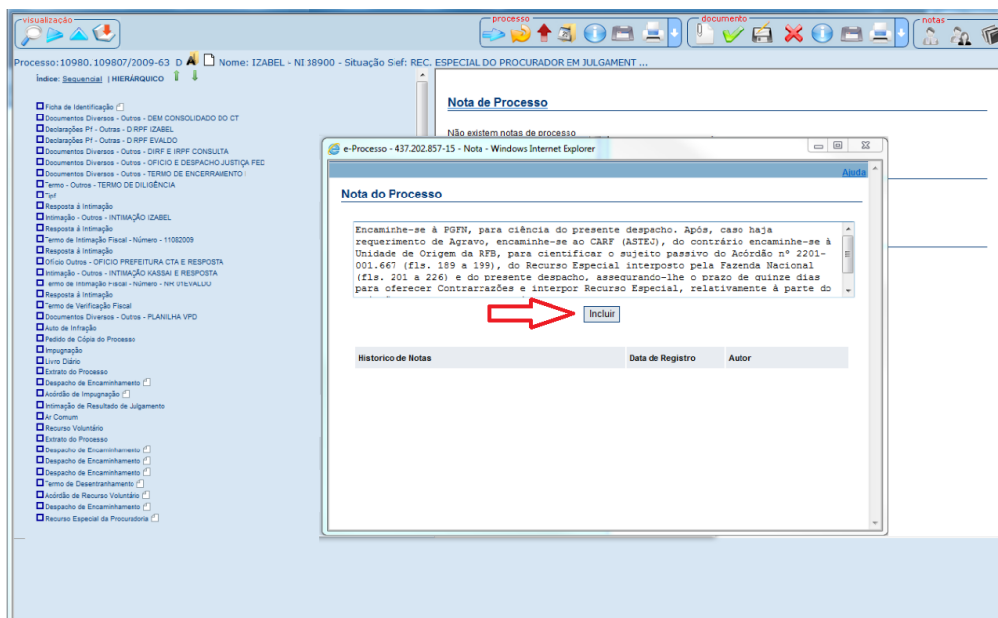 visualização
processo
documento
notas
Processo:10980.109807/2009-63 D A Nome: IZABEL - NI 18900 - Situação Sief: REC. ESPECIAL DO PROCURADOR EM JULGAMENT ...
Índice: Sequencial | HIERÁRQUICO
Ficha de Identificação
Documentos Diversos - Outros - DEM CONSOLIDADO DO CT
Declarações Pf - Outras - DIRPF IZABEL
Declarações Pf - Outras - DIRPF EVALDO
Documentos Diversos - Outros - DIRF E IRPF CONSULTA
Documentos Diversos - Outros - OFICIO E DESPACHO JUSTIÇA FED
Documentos Diversos - Outros - TERMO DE ENCERRAMENTO
Termo - Outros - TERMO DE DILIGÊNCIA
Resposta à Intimação
Intimação - Outros - INTIMAÇÃO IZABEL
Resposta à Intimação
Termo de Intimação Fiscal - Número - 11082009
Resposta à Intimação
Ofício Outros - OFICIO PREFEITURA CTA E RESPOSTA
Intimação - Outros - INTIMAÇÃO KASSAI E RESPOSTA
Termo de Intimação Fiscal - Número - NR 01EVALDO
Resposta à Intimação
Termo de Verificação Fiscal
Documentos Diversos - Outros - PLANILHA VPD
Auto de Infração
Pedido de Cópia do Processo
Impugnação
Livro Diário
Extrato do Processo
Despacho de Encaminhamento
Acórdão de Impugnação
Intimação de Resultado de Julgamento
Ar Comum
Recurso Voluntário
Extrato do Processo
Despacho de Encaminhamento
Despacho de Encaminhamento
Despacho de Encaminhamento
Termo de Desentranhamento
Acórdão de Recurso Voluntário
Despacho de Encaminhamento
Recurso Especial da Procuradoria
Nota de Processo
Não existem notas de processo
e-Processo - 437.202.857-15 - Nota - Windows Internet Explorer
Ajuda
Nota do Processo
Encaminhe-se à PGFN, para ciência do presente despacho. Após, caso haja
requerimento de Agravo, encaminhe-se ao CARF (ASTEJ), do contrário encaminhe-se à
Unidade de Origem da RFB, para cientificar o sujeito passivo do Acórdão nº 2201-
001.667 (fls. 189 a 199), do Recurso Especial interposto pela Fazenda Nacional
(fls. 201 a 226) e do presente despacho, assegurando-lhe o prazo de quinze dias
para oferecer Contrarrazões e interpor Recurso Especial, relativamente à parte do
Incluir
Historico de Notas
Data de Registro
Autor